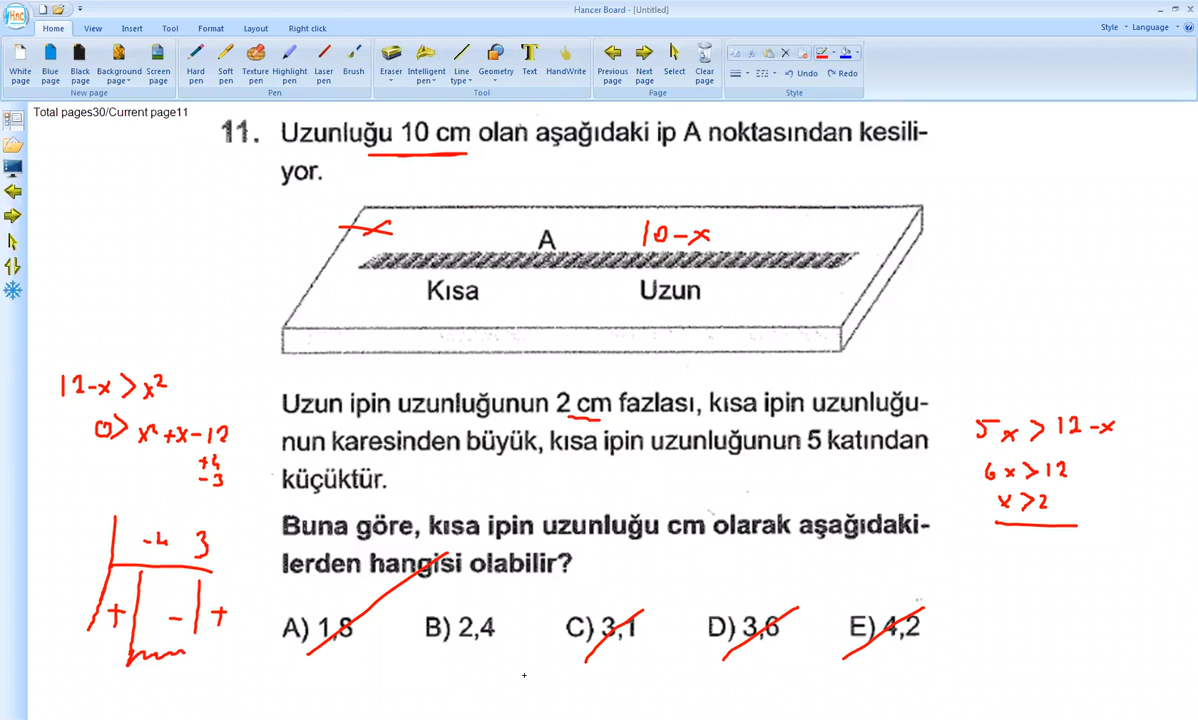 Hancer Board - [Untitled]
Home View Insert Tool Format Layout Right click
Style Language
White page Blue page Black page Background page Screen page Hard pen Soft pen Texture pen Highlight pen Laser pen Brush Eraser Intelligent pen Line type Geometry Text HandWrite Previous page Next page Select Clear page Undo Redo
New page Pen Tool Page Style
Total pages30/Current page11
11. Uzunluğu 10 cm olan aşağıdaki ip A noktasından kesili-
yor.
x A 10-x
Kısa Uzun
12-x > x²
0 > x²+x-12
+4
-3
Uzun ipin uzunluğunun 2 cm fazlası, kısa ipin uzunluğu-
nun karesinden büyük, kısa ipin uzunluğunun 5 katından
küçüktür.
5x > 12-x
6x > 12
x > 2
Buna göre, kısa ipin uzunluğu cm olarak aşağıdaki-
lerden hangisi olabilir?
-4 3
+ - +
A) 1,8 B) 2,4 C) 3,1 D) 3,6 E) 4,2